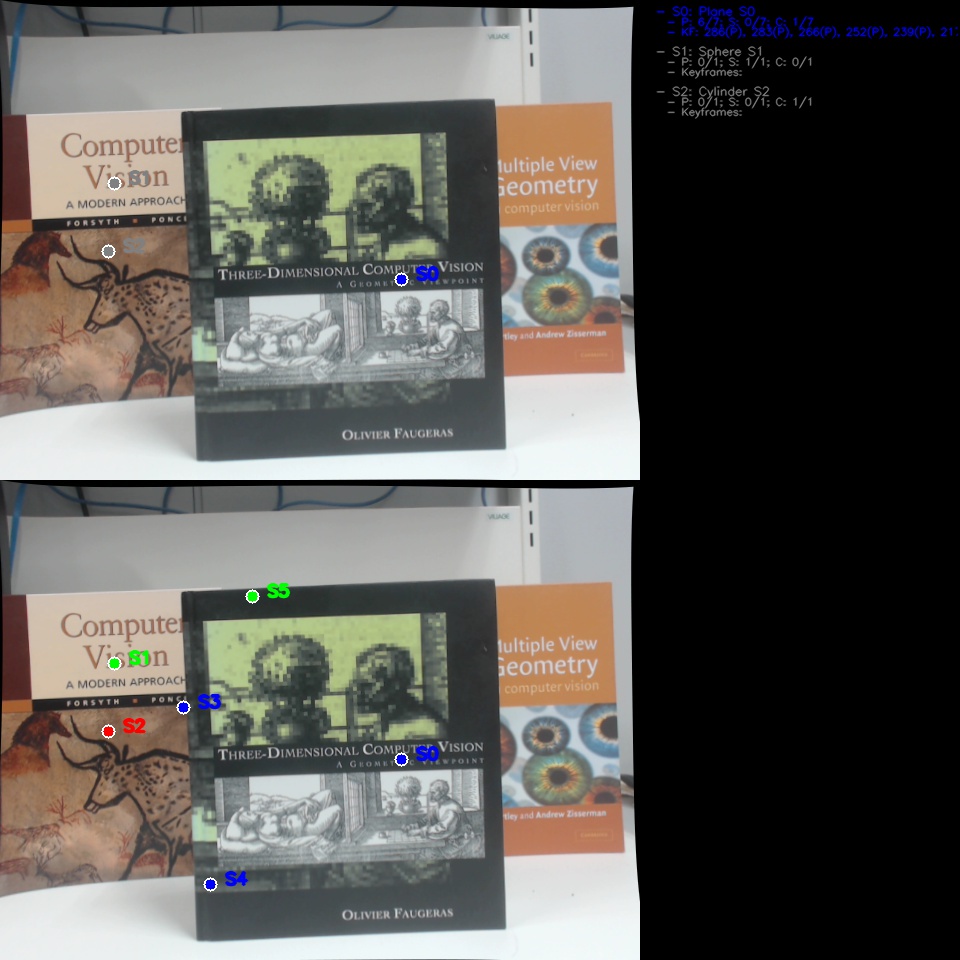 Computer
Vision
A MODERN APPROACH
FORSYTH PONCE
THREE-DIMENSIONAL COMPUTER VISION
A GEOMETRIC VIEWPOINT
OLIVIER FAUGERAS
Multiple View
Geometry
computer vision
tley and Andrew Zisserman
S1
S2
S0
- S0: Plane S0
- P: 6/7; S: 0/7; C: 1/7
- KF: 286(P), 283(P), 266(P), 252(P), 239(P), 21
- S1: Sphere S1
- P: 0/1; S: 1/1; C: 0/1
- Keyframes:
- S2: Cylinder S2
- P: 0/1; S: 0/1; C: 1/1
- Keyframes:
Computer
Vision
A MODERN APPROACH
FORSYTH PONC
THREE-DIMENSIONAL COMPUTER VISION
A GEOMETRIC VIEWPOINT
OLIVIER FAUGERAS
Multiple View
Geometry
computer vision
tley and Andrew Zisserman
S5
S1
S3
S2
S0
S4